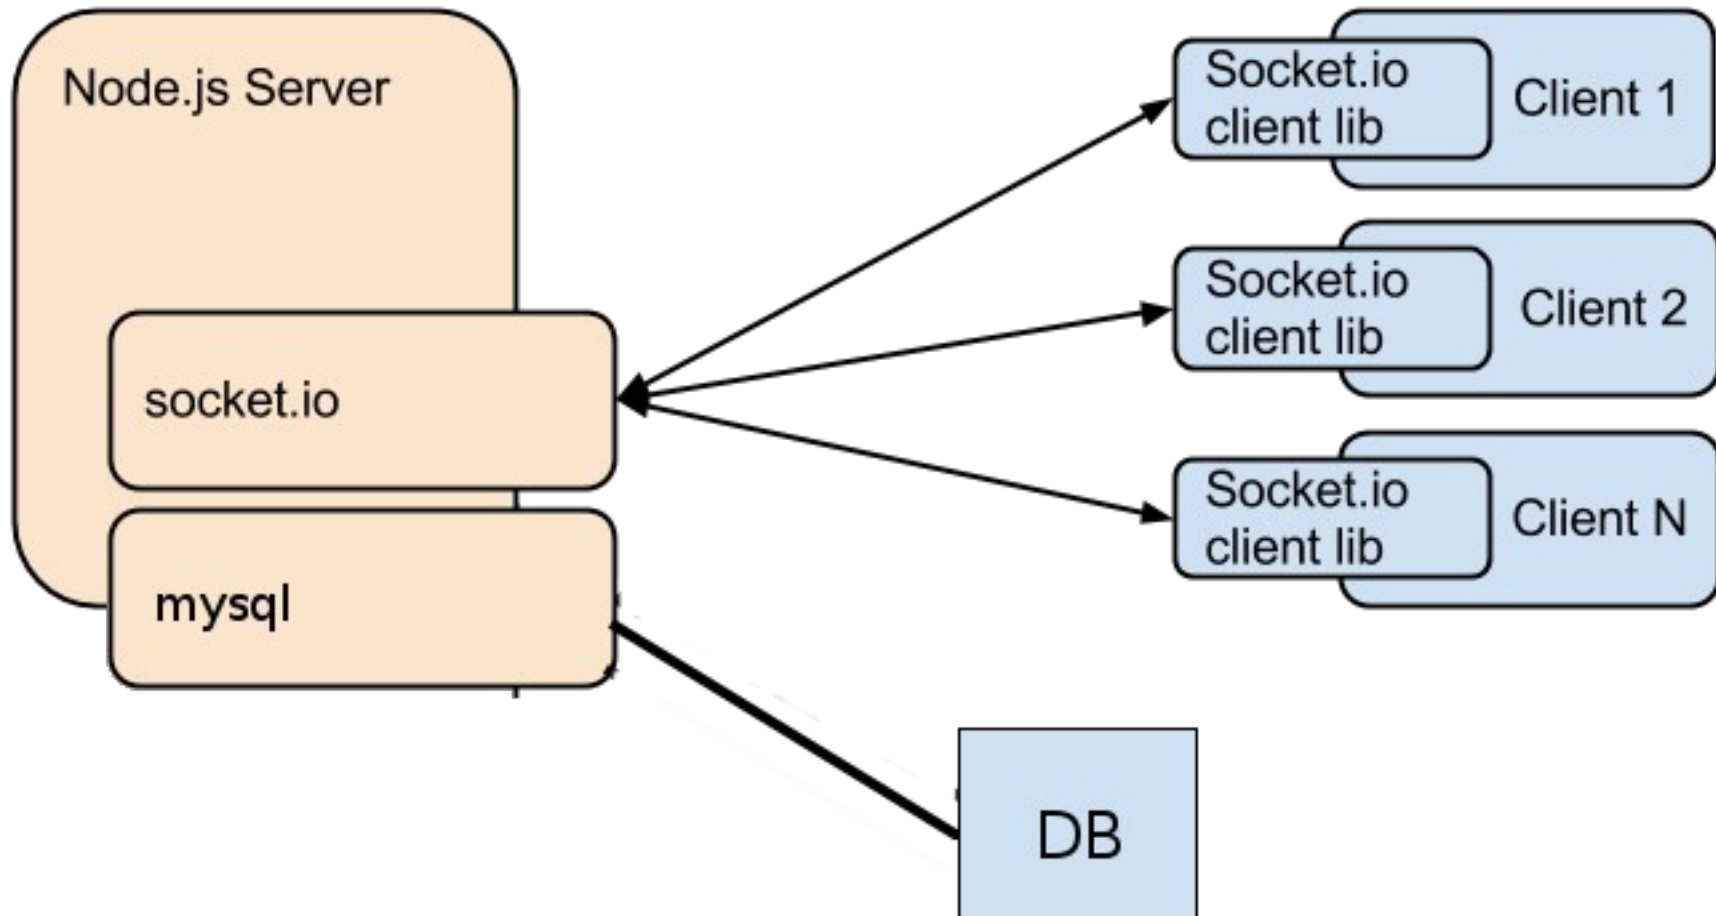 Node.js Server
socket.io
mysql
Socket.io
client lib
Client 1
Socket.io
client lib
Client 2
Socket.io
client lib
Client N
DB